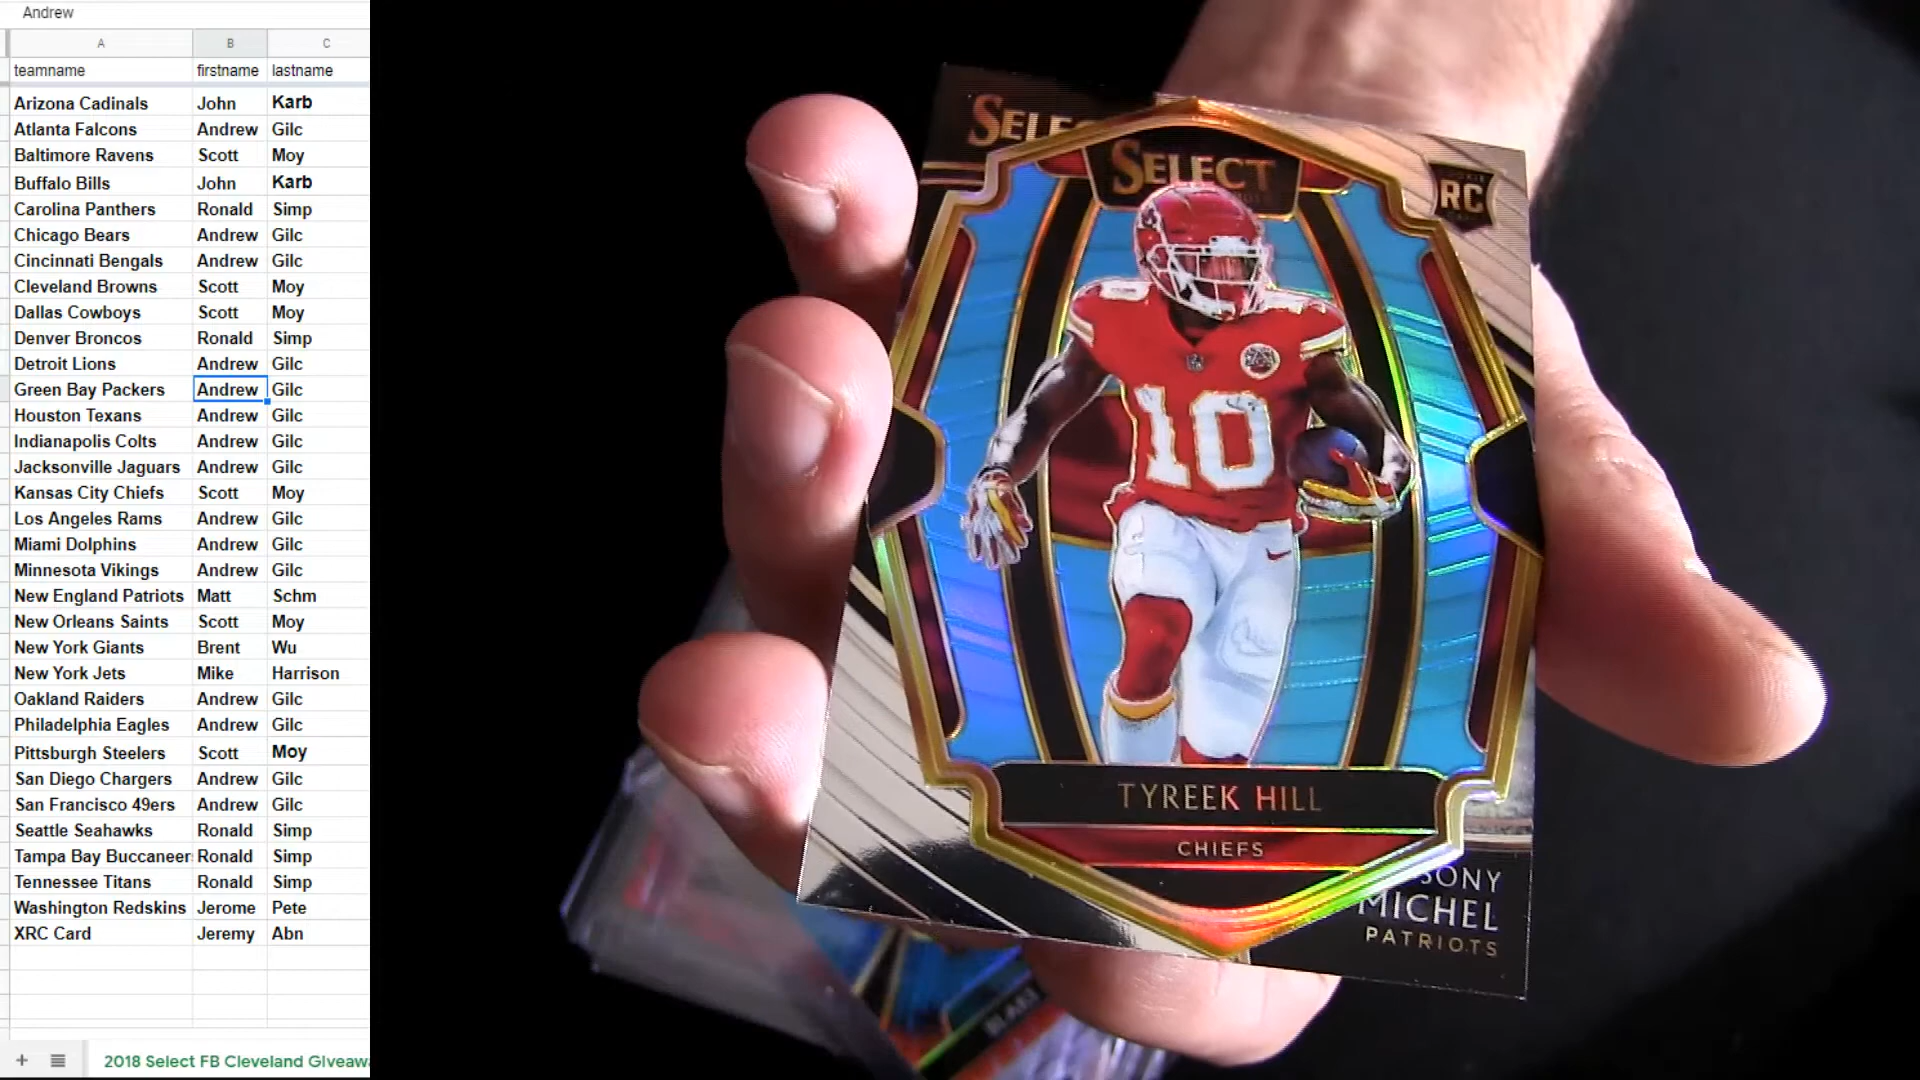 Andrew
A B C
teamname firstname lastname
Arizona Cadinals John Karb
Atlanta Falcons Andrew Gilc
Baltimore Ravens Scott Moy
Buffalo Bills John Karb
Carolina Panthers Ronald Simp
Chicago Bears Andrew Gilc
Cincinnati Bengals Andrew Gilc
Cleveland Browns Scott Moy
Dallas Cowboys Scott Moy
Denver Broncos Ronald Simp
Detroit Lions Andrew Gilc
Green Bay Packers Andrew Gilc
Houston Texans Andrew Gilc
Indianapolis Colts Andrew Gilc
Jacksonville Jaguars Andrew Gilc
Kansas City Chiefs Scott Moy
Los Angeles Rams Andrew Gilc
Miami Dolphins Andrew Gilc
Minnesota Vikings Andrew Gilc
New England Patriots Matt Schm
New Orleans Saints Scott Moy
New York Giants Brent Wu
New York Jets Mike Harrison
Oakland Raiders Andrew Gilc
Philadelphia Eagles Andrew Gilc
Pittsburgh Steelers Scott Moy
San Diego Chargers Andrew Gilc
San Francisco 49ers Andrew Gilc
Seattle Seahawks Ronald Simp
Tampa Bay Buccaneer Ronald Simp
Tennessee Titans Ronald Simp
Washington Redskins Jerome Pete
XRC Card Jeremy Abn
2018 Select FB Cleveland GIveaw
SELE
SELECT
RC
10
TYREEK HILL
CHIEFS
SONY
MICHEL
PATRIOTS